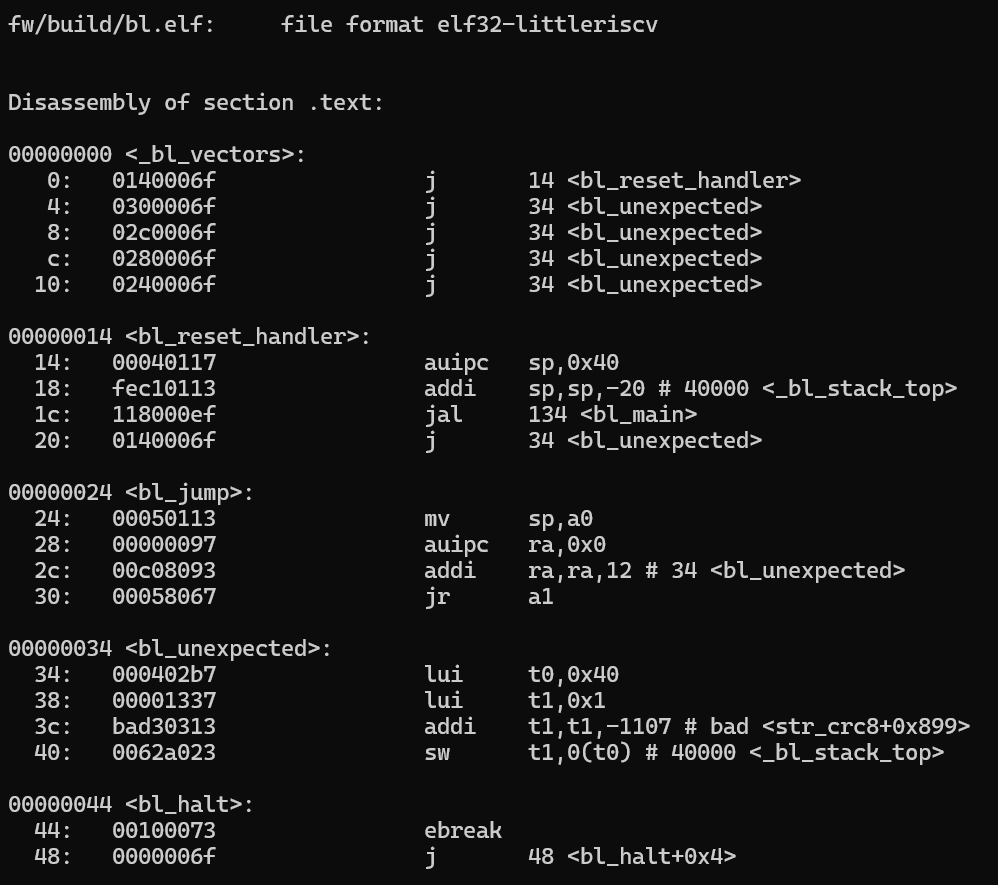 fw/build/bl.elf:     file format elf32-littleriscv
Disassembly of section .text:
00000000 <_bl_vectors>:
   0:   0140006f                j       14 <bl_reset_handler>
   4:   0300006f                j       34 <bl_unexpected>
   8:   02c0006f                j       34 <bl_unexpected>
   c:   0280006f                j       34 <bl_unexpected>
  10:   0240006f                j       34 <bl_unexpected>
00000014 <bl_reset_handler>:
  14:   00040117                auipc   sp,0x40
  18:   fec10113                addi    sp,sp,-20 # 40000 <_bl_stack_top>
  1c:   118000ef                jal     134 <bl_main>
  20:   0140006f                j       34 <bl_unexpected>
00000024 <bl_jump>:
  24:   00050113                mv      sp,a0
  28:   00000097                auipc   ra,0x0
  2c:   00c08093                addi    ra,ra,12 # 34 <bl_unexpected>
  30:   00058067                jr      a1
00000034 <bl_unexpected>:
  34:   000402b7                lui     t0,0x40
  38:   00001337                lui     t1,0x1
  3c:   bad30313                addi    t1,t1,-1107 # bad <str_crc8+0x899>
  40:   0062a023                sw      t1,0(t0) # 40000 <_bl_stack_top>
00000044 <bl_halt>:
  44:   00100073                ebreak
  48:   0000006f                j       48 <bl_halt+0x4>